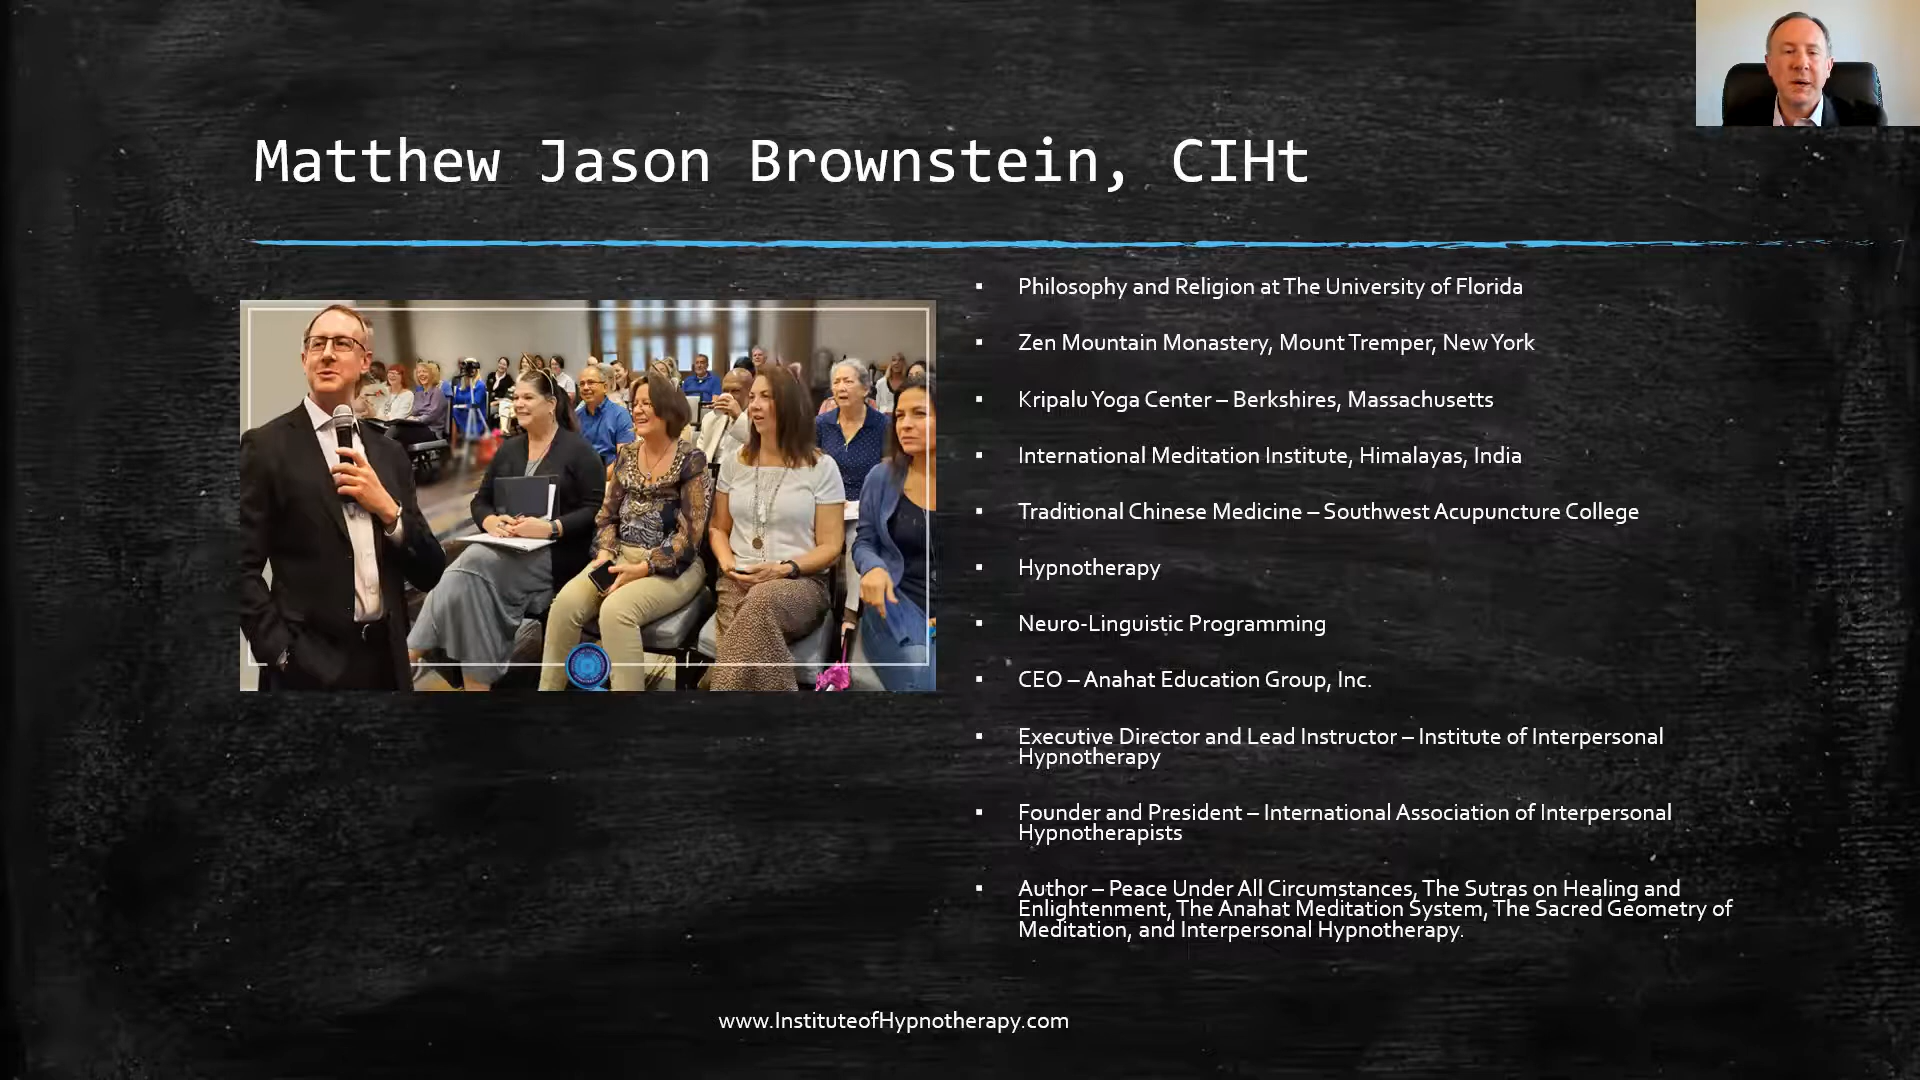 Matthew Jason Brownstein, CIHt
▪ Philosophy and Religion at The University of Florida
▪ Zen Mountain Monastery, Mount Tremper, New York
▪ Kripalu Yoga Center – Berkshires, Massachusetts
▪ International Meditation Institute, Himalayas, India
▪ Traditional Chinese Medicine – Southwest Acupuncture College
▪ Hypnotherapy
▪ Neuro-Linguistic Programming
▪ CEO – Anahat Education Group, Inc.
▪ Executive Director and Lead Instructor – Institute of Interpersonal
Hypnotherapy
▪ Founder and President – International Association of Interpersonal
Hypnotherapists
▪ Author – Peace Under All Circumstances, The Sutras on Healing and
Enlightenment, The Anahat Meditation System, The Sacred Geometry of
Meditation, and Interpersonal Hypnotherapy.
www.InstituteofHypnotherapy.com